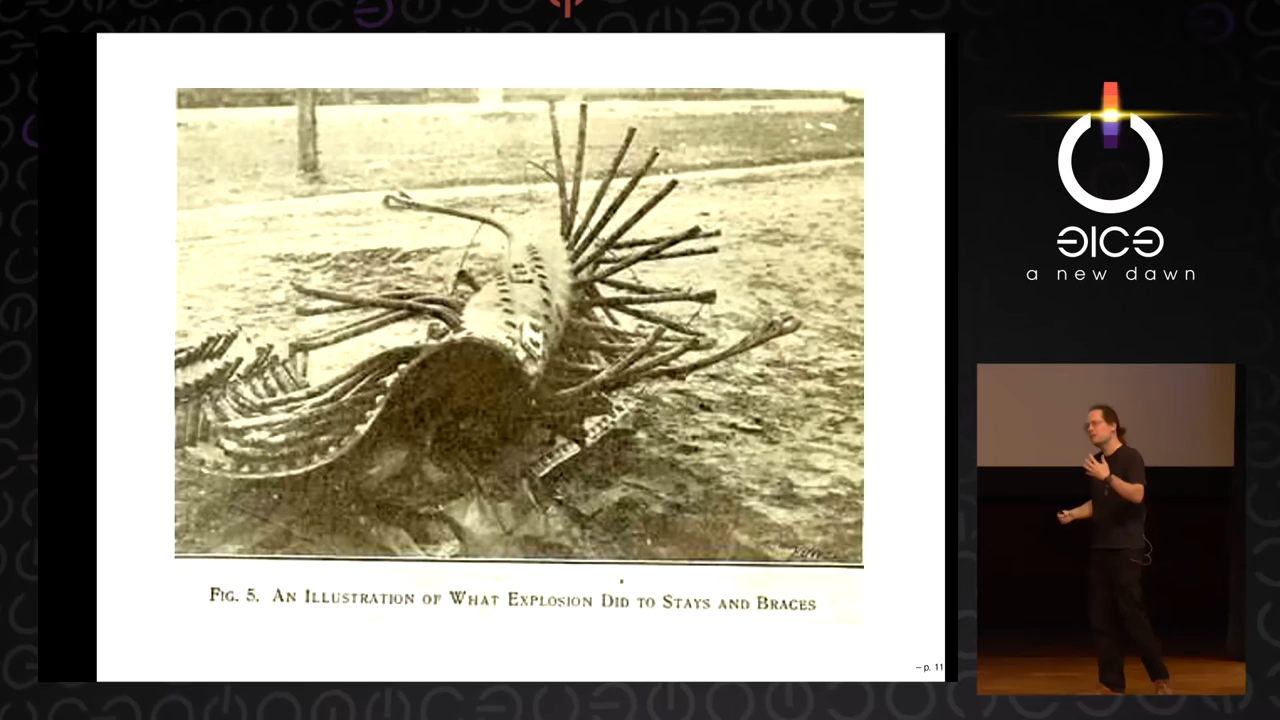 FIG. 5. AN ILLUSTRATION OF WHAT EXPLOSION DID TO STAYS AND BRACES
– p. 11
a new dawn